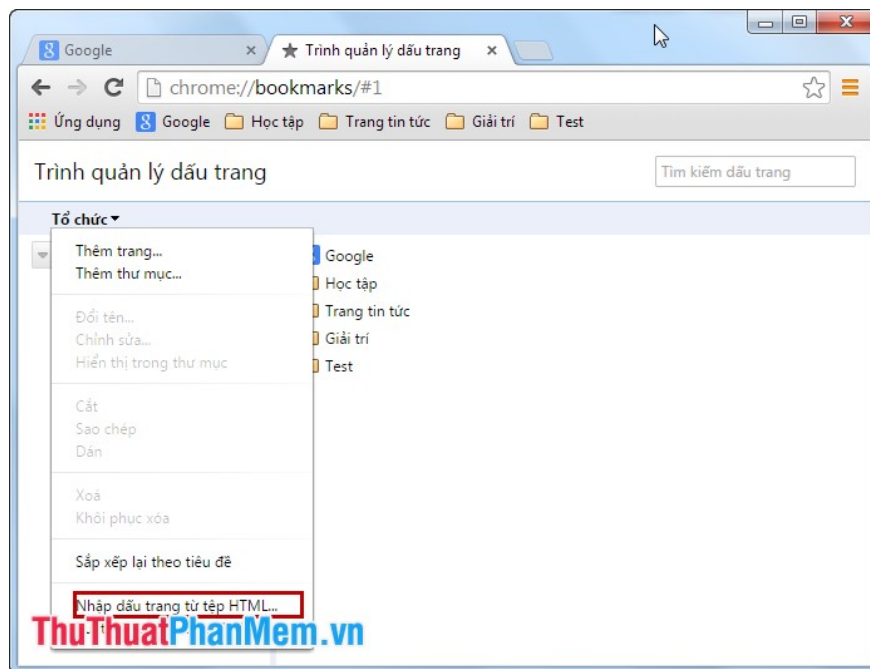 Google
Trình quản lý dấu trang
chrome://bookmarks/#1
Ứng dụng Google Học tập Trang tin tức Giải trí Test
Trình quản lý dấu trang
Tìm kiếm dấu trang
Tổ chức
Thêm trang...
Thêm thư mục...
Đổi tên...
Chỉnh sửa...
Hiển thị trong thư mục
Cắt
Sao chép
Dán
Xoá
Khôi phục xóa
Sắp xếp lại theo tiêu đề
Nhập dấu trang từ tệp HTML...
Google
Học tập
Trang tin tức
Giải trí
Test
ThuThuatPhanMem.vn